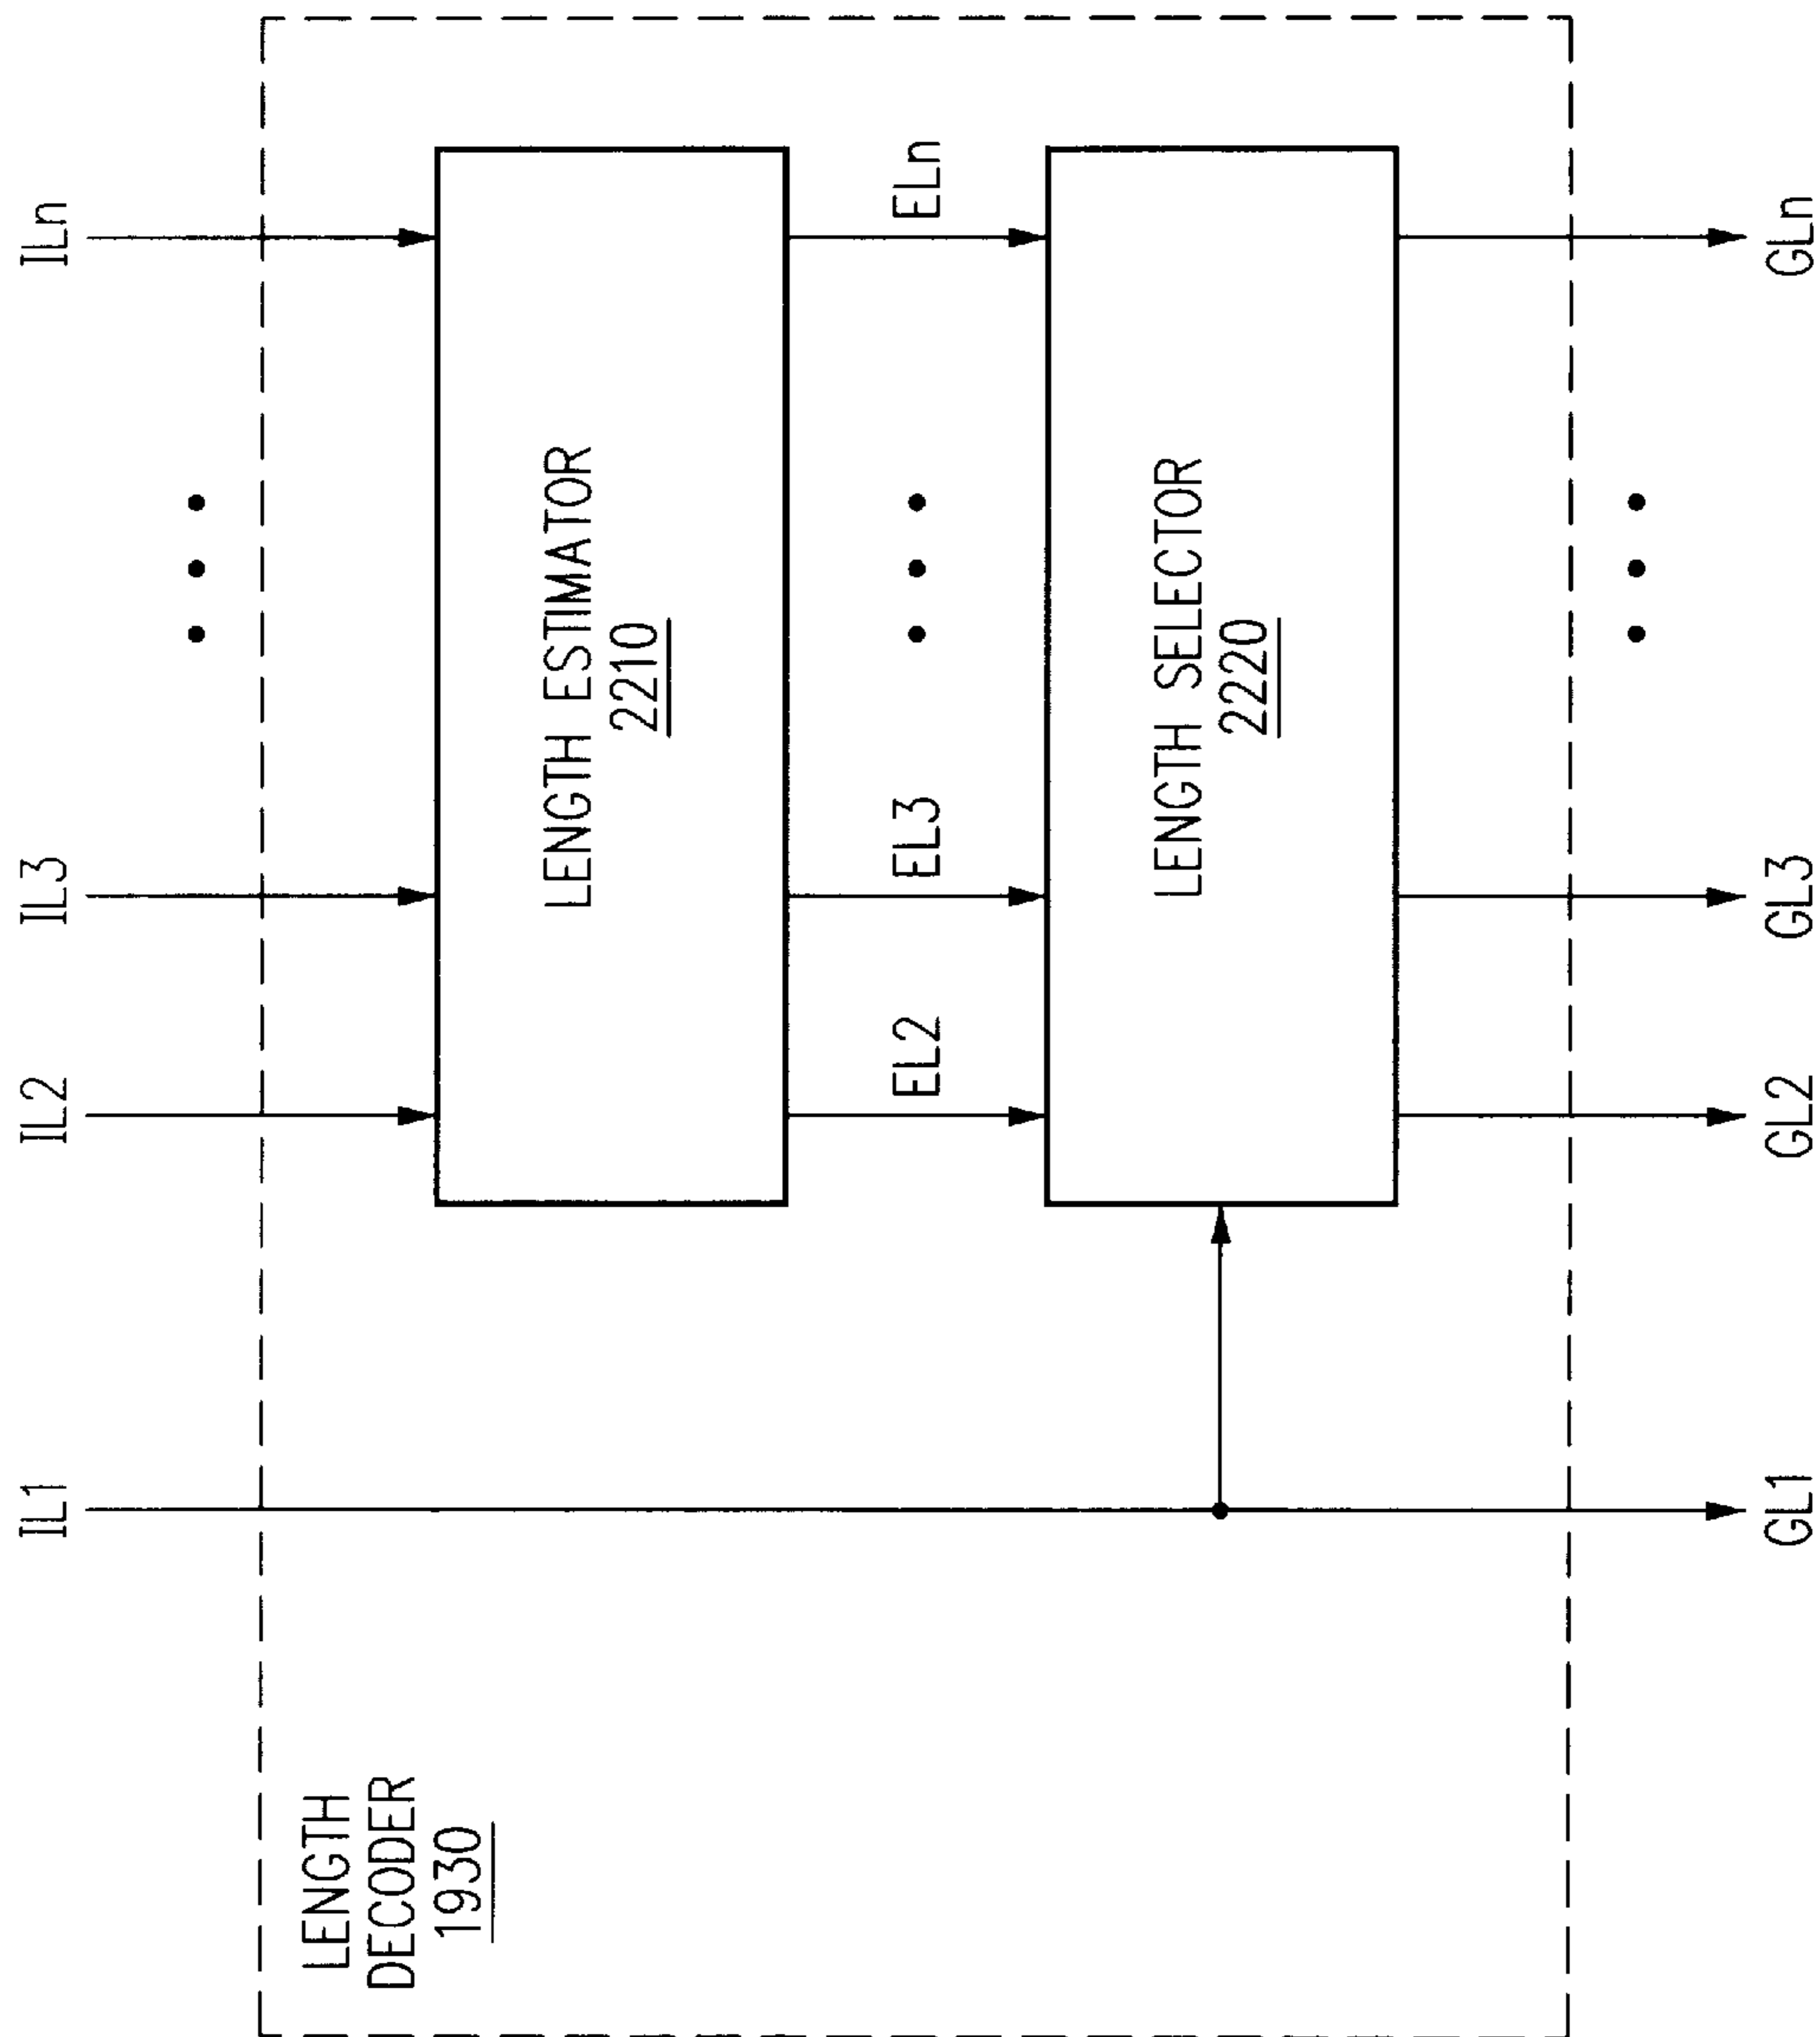 IL1
IL2
IL3
ILn
LENGTH
DECODER
1930
LENGTH ESTIMATOR
2210
EL2
EL3
ELn
LENGTH SELECTOR
2220
GL1
GL2
GL3
GLn